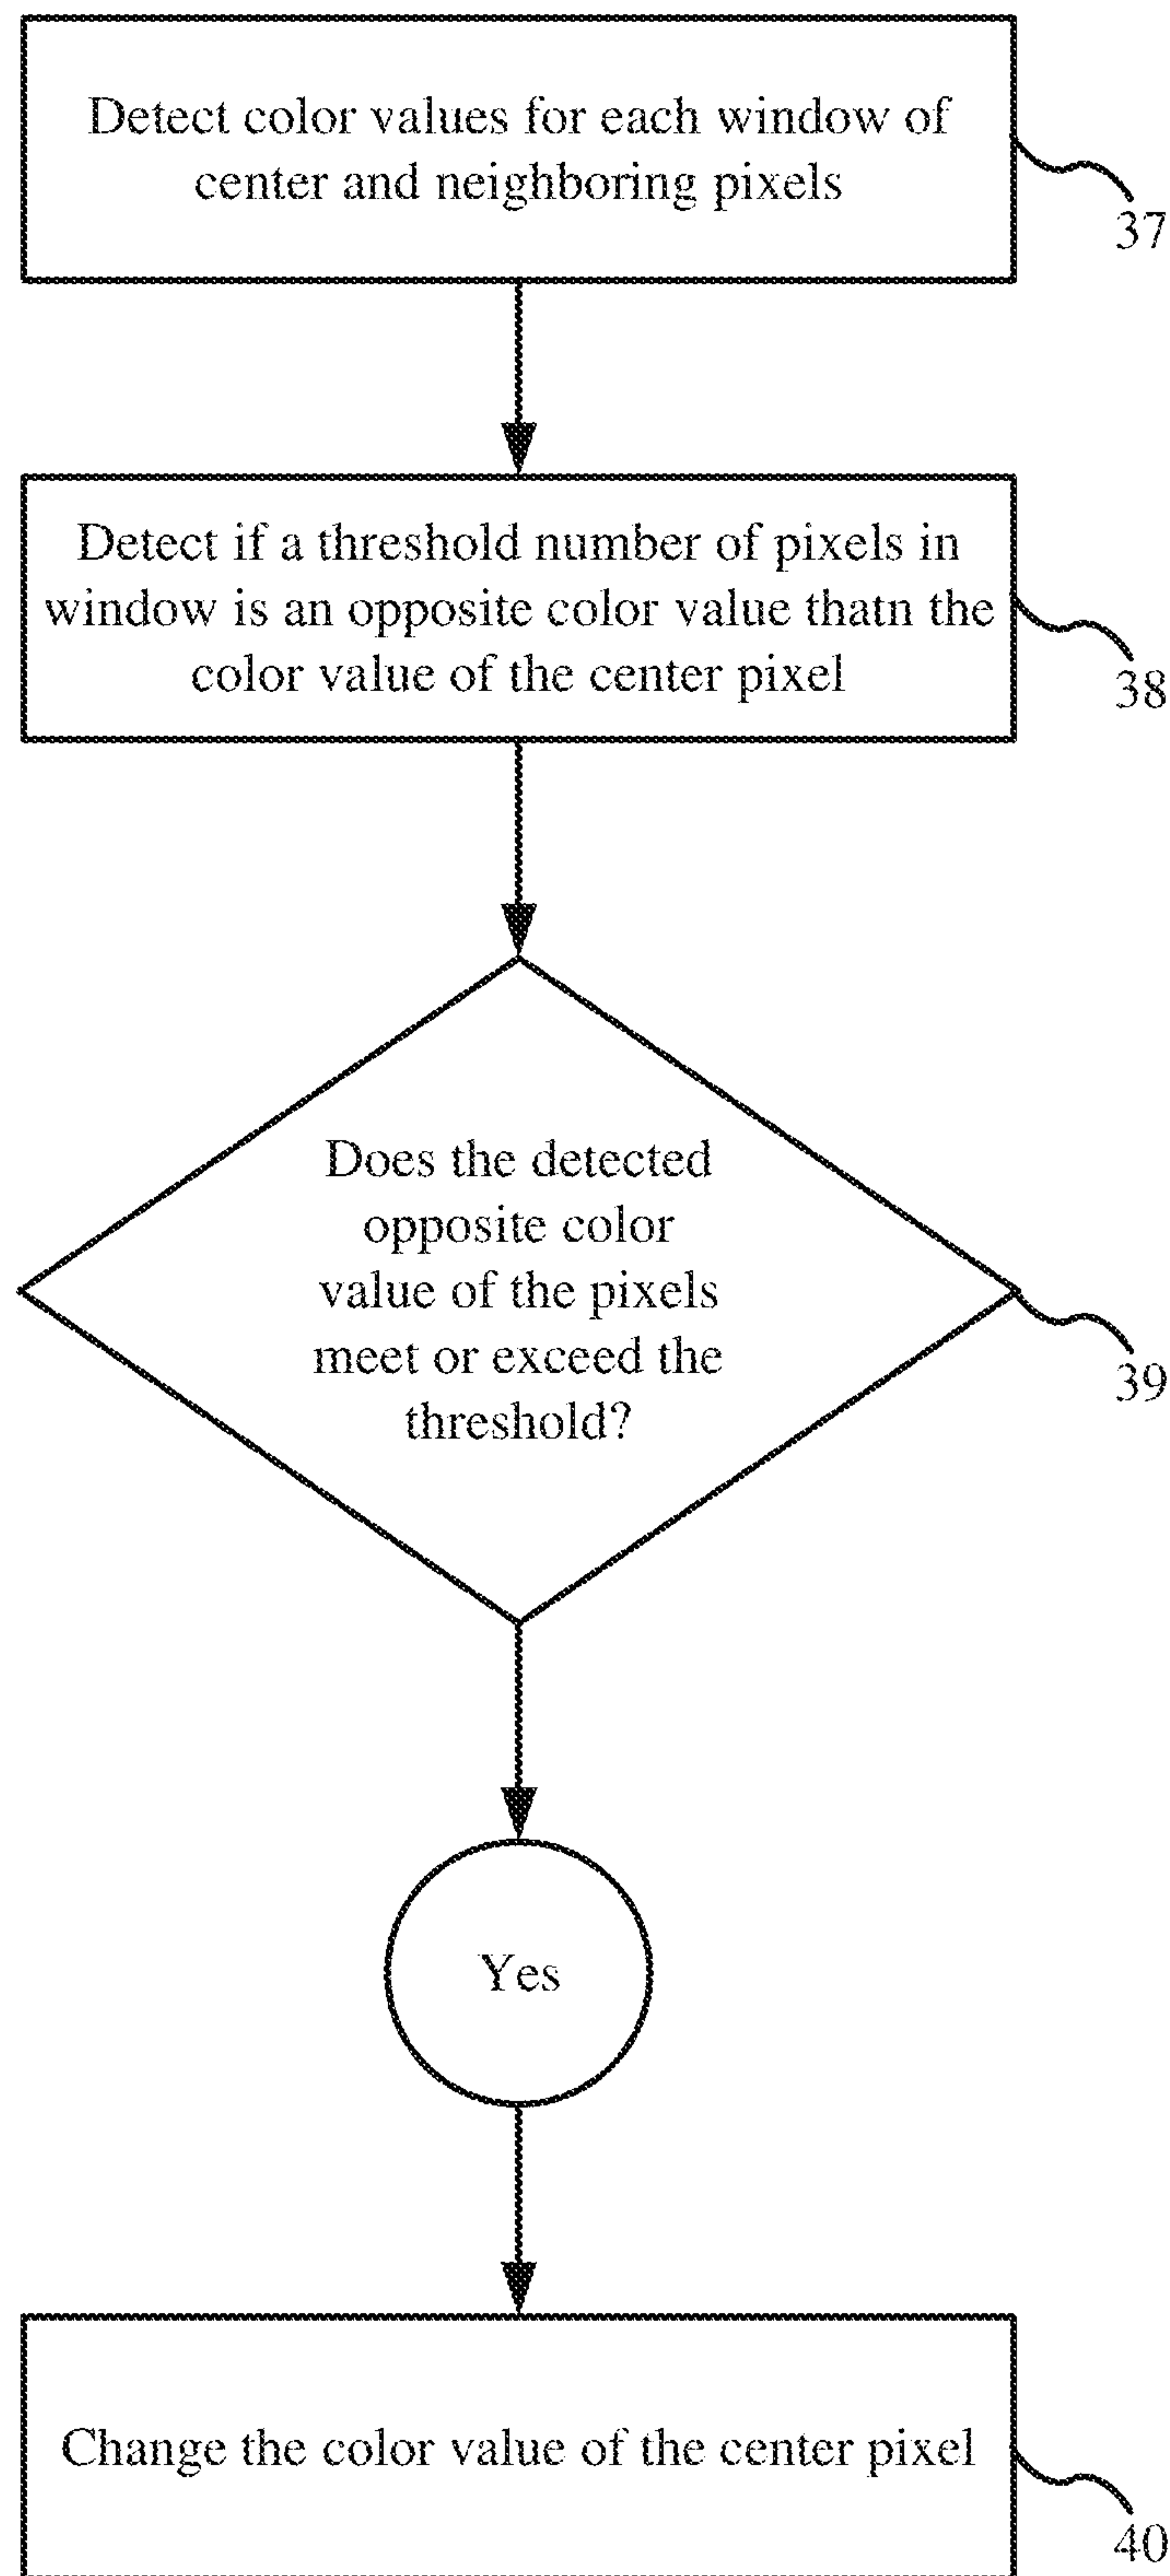 Detect color values for each window of
center and neighboring pixels
37
Detect if a threshold number of pixels in
window is an opposite color value thatn the
color value of the center pixel
38
Does the detected
opposite color
value of the pixels
meet or exceed the
threshold?
39
Yes
Change the color value of the center pixel
40